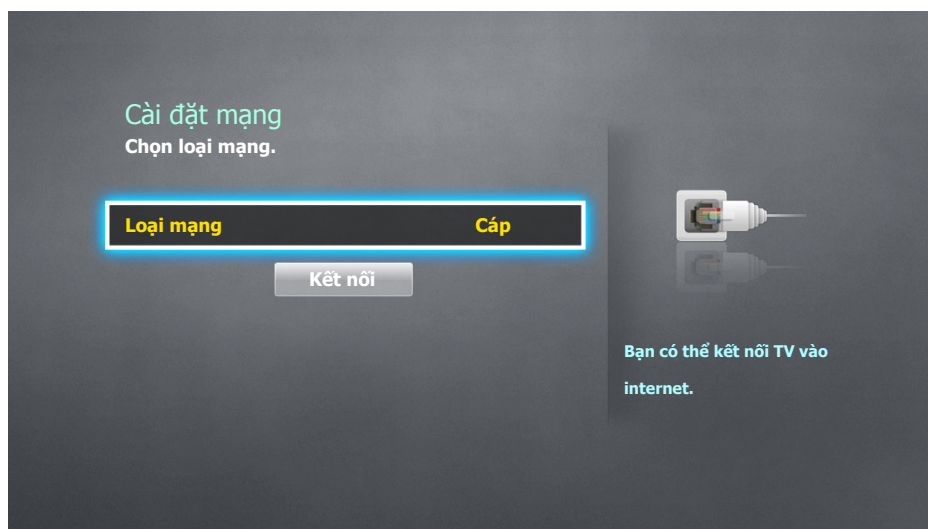 Cài đặt mạng
Chọn loại mạng.
Loại mạng Cáp
Kết nối
Bạn có thể kết nối TV vào
internet.